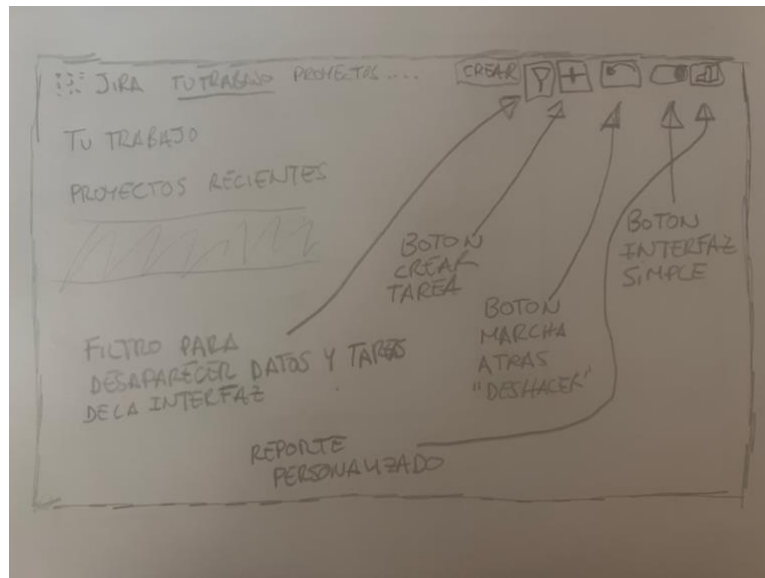 JIRA TU TRABAJO PROYECTOS.... CREAR
TU TRABAJO
PROYECTOS RECIENTES
BOTON
CREAR
TAREA
BOTON
INTERFAZ
SIMPLE
BOTON
MARCHA
ATRAS
"DESHACER"
FILTRO PARA
DESAPARECER DATOS Y TAREAS
DE LA INTERFAZ
REPORTE
PERSONALIZADO